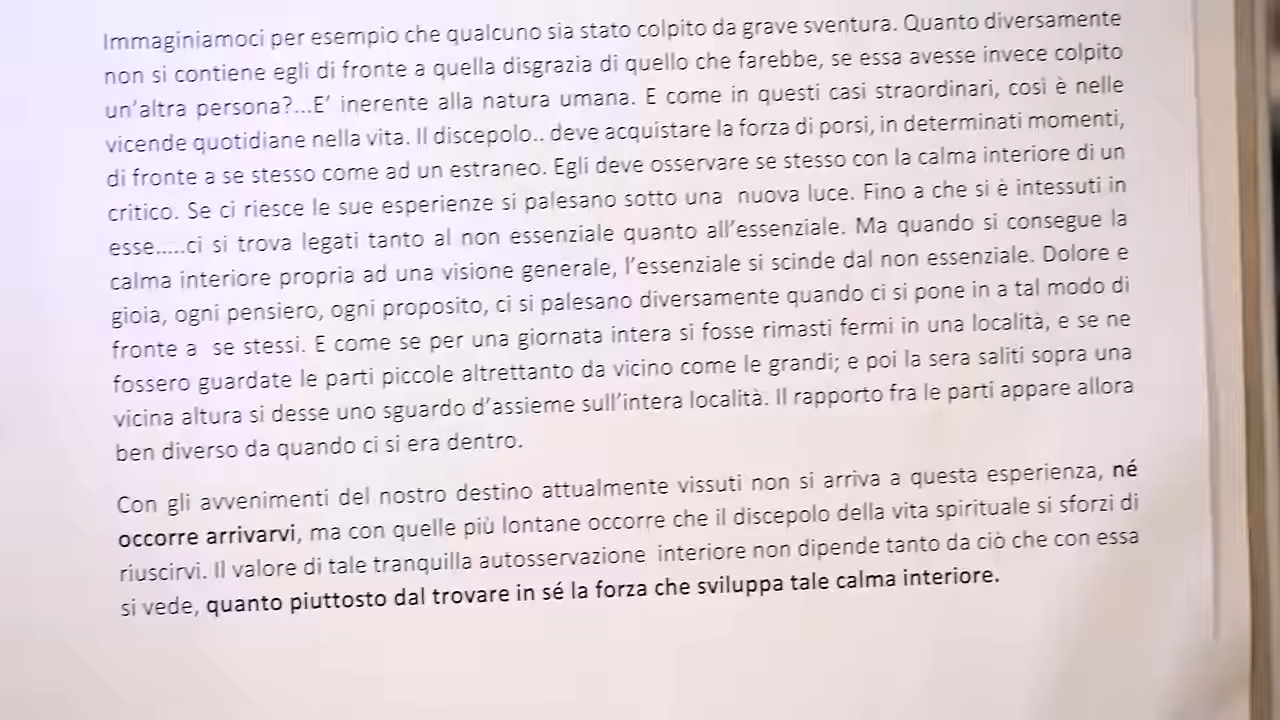 Immaginiamoci per esempio che qualcuno sia stato colpito da grave sventura. Quanto diversamente
non si contiene egli di fronte a quella disgrazia di quello che farebbe, se essa avesse invece colpito
un’altra persona?...E’ inerente alla natura umana. E come in questi casi straordinari, così è nelle
vicende quotidiane nella vita. Il discepolo.. deve acquistare la forza di porsi, in determinati momenti,
di fronte a se stesso come ad un estraneo. Egli deve osservare se stesso con la calma interiore di un
critico. Se ci riesce le sue esperienze si palesano sotto una nuova luce. Fino a che si è intessuti in
esse.....ci si trova legati tanto al non essenziale quanto all’essenziale. Ma quando si consegue la
calma interiore propria ad una visione generale, l’essenziale si scinde dal non essenziale. Dolore e
gioia, ogni pensiero, ogni proposito, ci si palesano diversamente quando ci si pone in a tal modo di
fronte a se stessi. E come se per una giornata intera si fosse rimasti fermi in una località, e se ne
fossero guardate le parti piccole altrettanto da vicino come le grandi; e poi la sera saliti sopra una
vicina altura si desse uno sguardo d’assieme sull’intera località. Il rapporto fra le parti appare allora
ben diverso da quando ci si era dentro.
Con gli avvenimenti del nostro destino attualmente vissuti non si arriva a questa esperienza, né
occorre arrivarvi, ma con quelle più lontane occorre che il discepolo della vita spirituale si sforzi di
riuscirvi. Il valore di tale tranquilla autosservazione interiore non dipende tanto da ciò che con essa
si vede, quanto piuttosto dal trovare in sé la forza che sviluppa tale calma interiore.